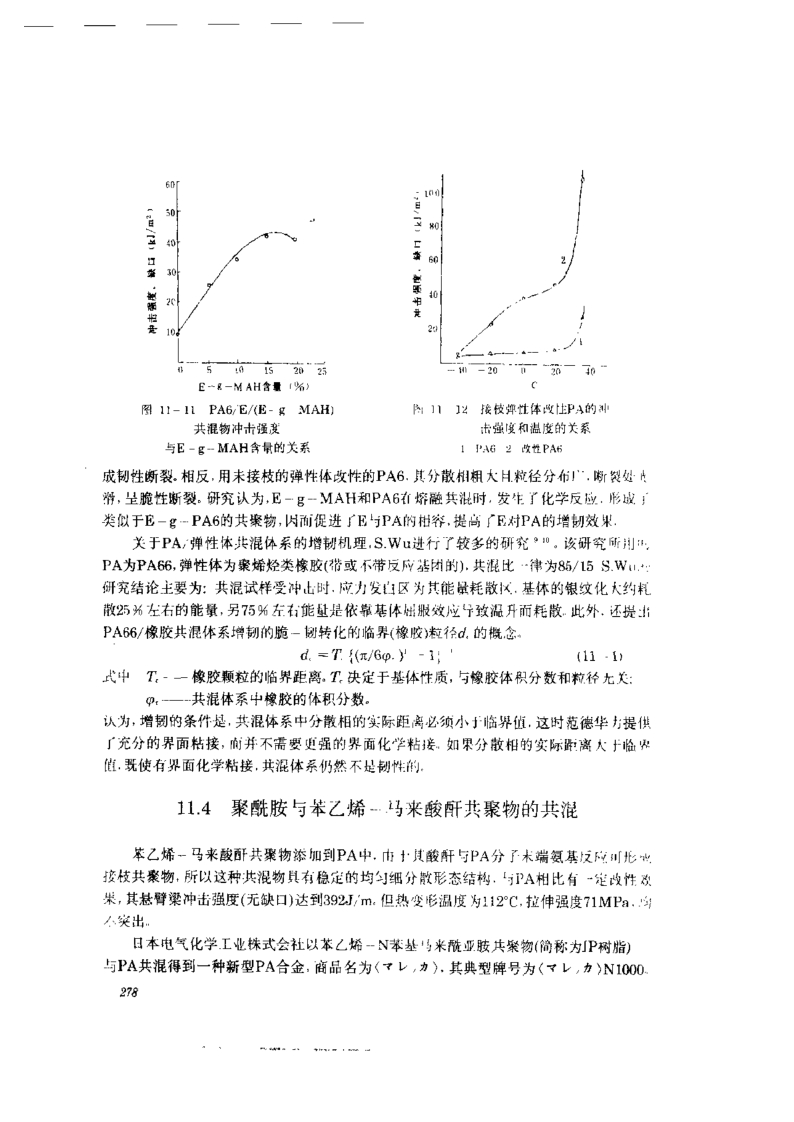 60
50
40
30
20
10
冲击强度、缺口(kJ/m²)
0 5 10 15 20 25
E-g-MAH含量(%)
100
80
60
40
20
冲击强度、缺口(kJ/m²)
2
1
-20 0 20 40
C
图 11-11 PA6/E/(E-g MAH)
共混物冲击强度
与E-g-MAH含量的关系
图 11 12 接枝弹性体改性PA的冲
击强度和温度的关系
1 PA6 2 改性PA6
成韧性断裂。相反,用未接枝的弹性体改性的PA6,其分散相粗大且粒径分布广,断裂处
滑,呈脆性断裂。研究认为,E-g-MAH和PA6在熔融共混时,发生了化学反应,形成了
类似于E-g-PA6的共聚物,因而促进了E与PA的相容,提高了E对PA的增韧效果.
关于PA/弹性体共混体系的增韧机理,S.Wu进行了较多的研究⁹ ¹⁰。该研究所用
PA为PA66,弹性体为聚烯烃类橡胶(带或不带反应基团的),共混比一律为85/15 S.Wu
研究结论主要为: 共混试样受冲击时,应力发白区为其能量耗散区,基体的银纹化大约耗
散25%左右的能量,另75%左右能量是依靠基体屈服效应导致温升而耗散。此外,还提出
PA66/橡胶共混体系增韧的脆-韧转化的临界(橡胶)粒径d, 的概念。
d, =T, {(π/6φ, )¹ -1} ¹ (11-1)
式中 T, ——橡胶颗粒的临界距离。T, 决定于基体性质,与橡胶体积分数和粒径无关;
φ, ——共混体系中橡胶的体积分数。
认为,增韧的条件是,共混体系中分散相的实际距离必须小于临界值,这时范德华力提供
了充分的界面粘接,而并不需要更强的界面化学粘接。如果分散相的实际距离大于临界
值,既使有界面化学粘接,共混体系仍然不是韧性的.
11.4 聚酰胺与苯乙烯-马来酸酐共聚物的共混
苯乙烯-马来酸酐共聚物添加到PA中,由于其酸酐与PA分子末端氨基反应可形成
接枝共聚物,所以这种共混物具有稳定的均匀细分散形态结构,与PA相比有一定改性效
果,其悬臂梁冲击强度(无缺口)达到392J/m,但热变形温度为112°C,拉伸强度71MPa,均
不突出。
日本电气化学工业株式会社以苯乙烯-N苯基马来酰亚胺共聚物(简称为IP树脂)
与PA共混得到一种新型PA合金,商品名为〈マレッカ〉,其典型牌号为〈マレッカ〉N1000。
278